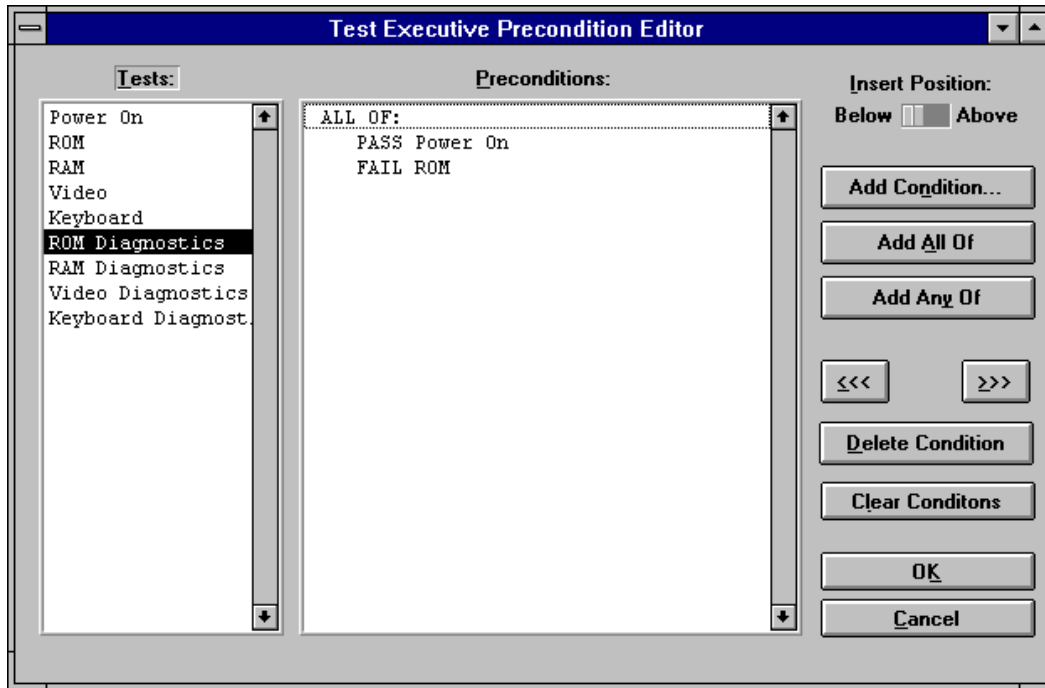 Test Executive Precondition Editor
Tests:
Power On
ROM
RAM
Video
Keyboard
ROM Diagnostics
RAM Diagnostics
Video Diagnostics
Keyboard Diagnost.
Preconditions:
ALL OF:
PASS Power On
FAIL ROM
Insert Position:
Below Above
Add Condition...
Add All Of
Add Any Of
<<< >>>
Delete Condition
Clear Conditons
OK
Cancel